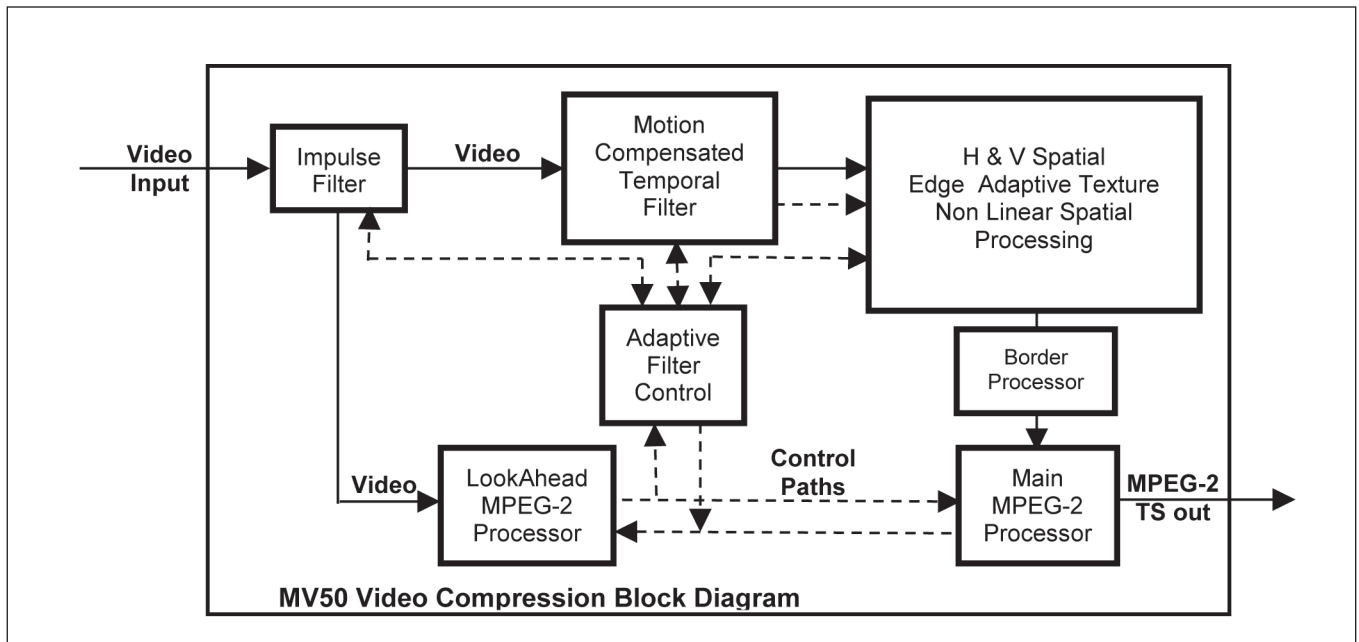 Video
Input
Impulse
Filter
Video
Motion
Compensated
Temporal
Filter
H & V Spatial
Edge Adaptive Texture
Non Linear Spatial
Processing
Adaptive
Filter
Control
Border
Processor
Video
LookAhead
MPEG-2
Processor
Control
Paths
Main
MPEG-2
Processor
MPEG-2
TS out
MV50 Video Compression Block Diagram